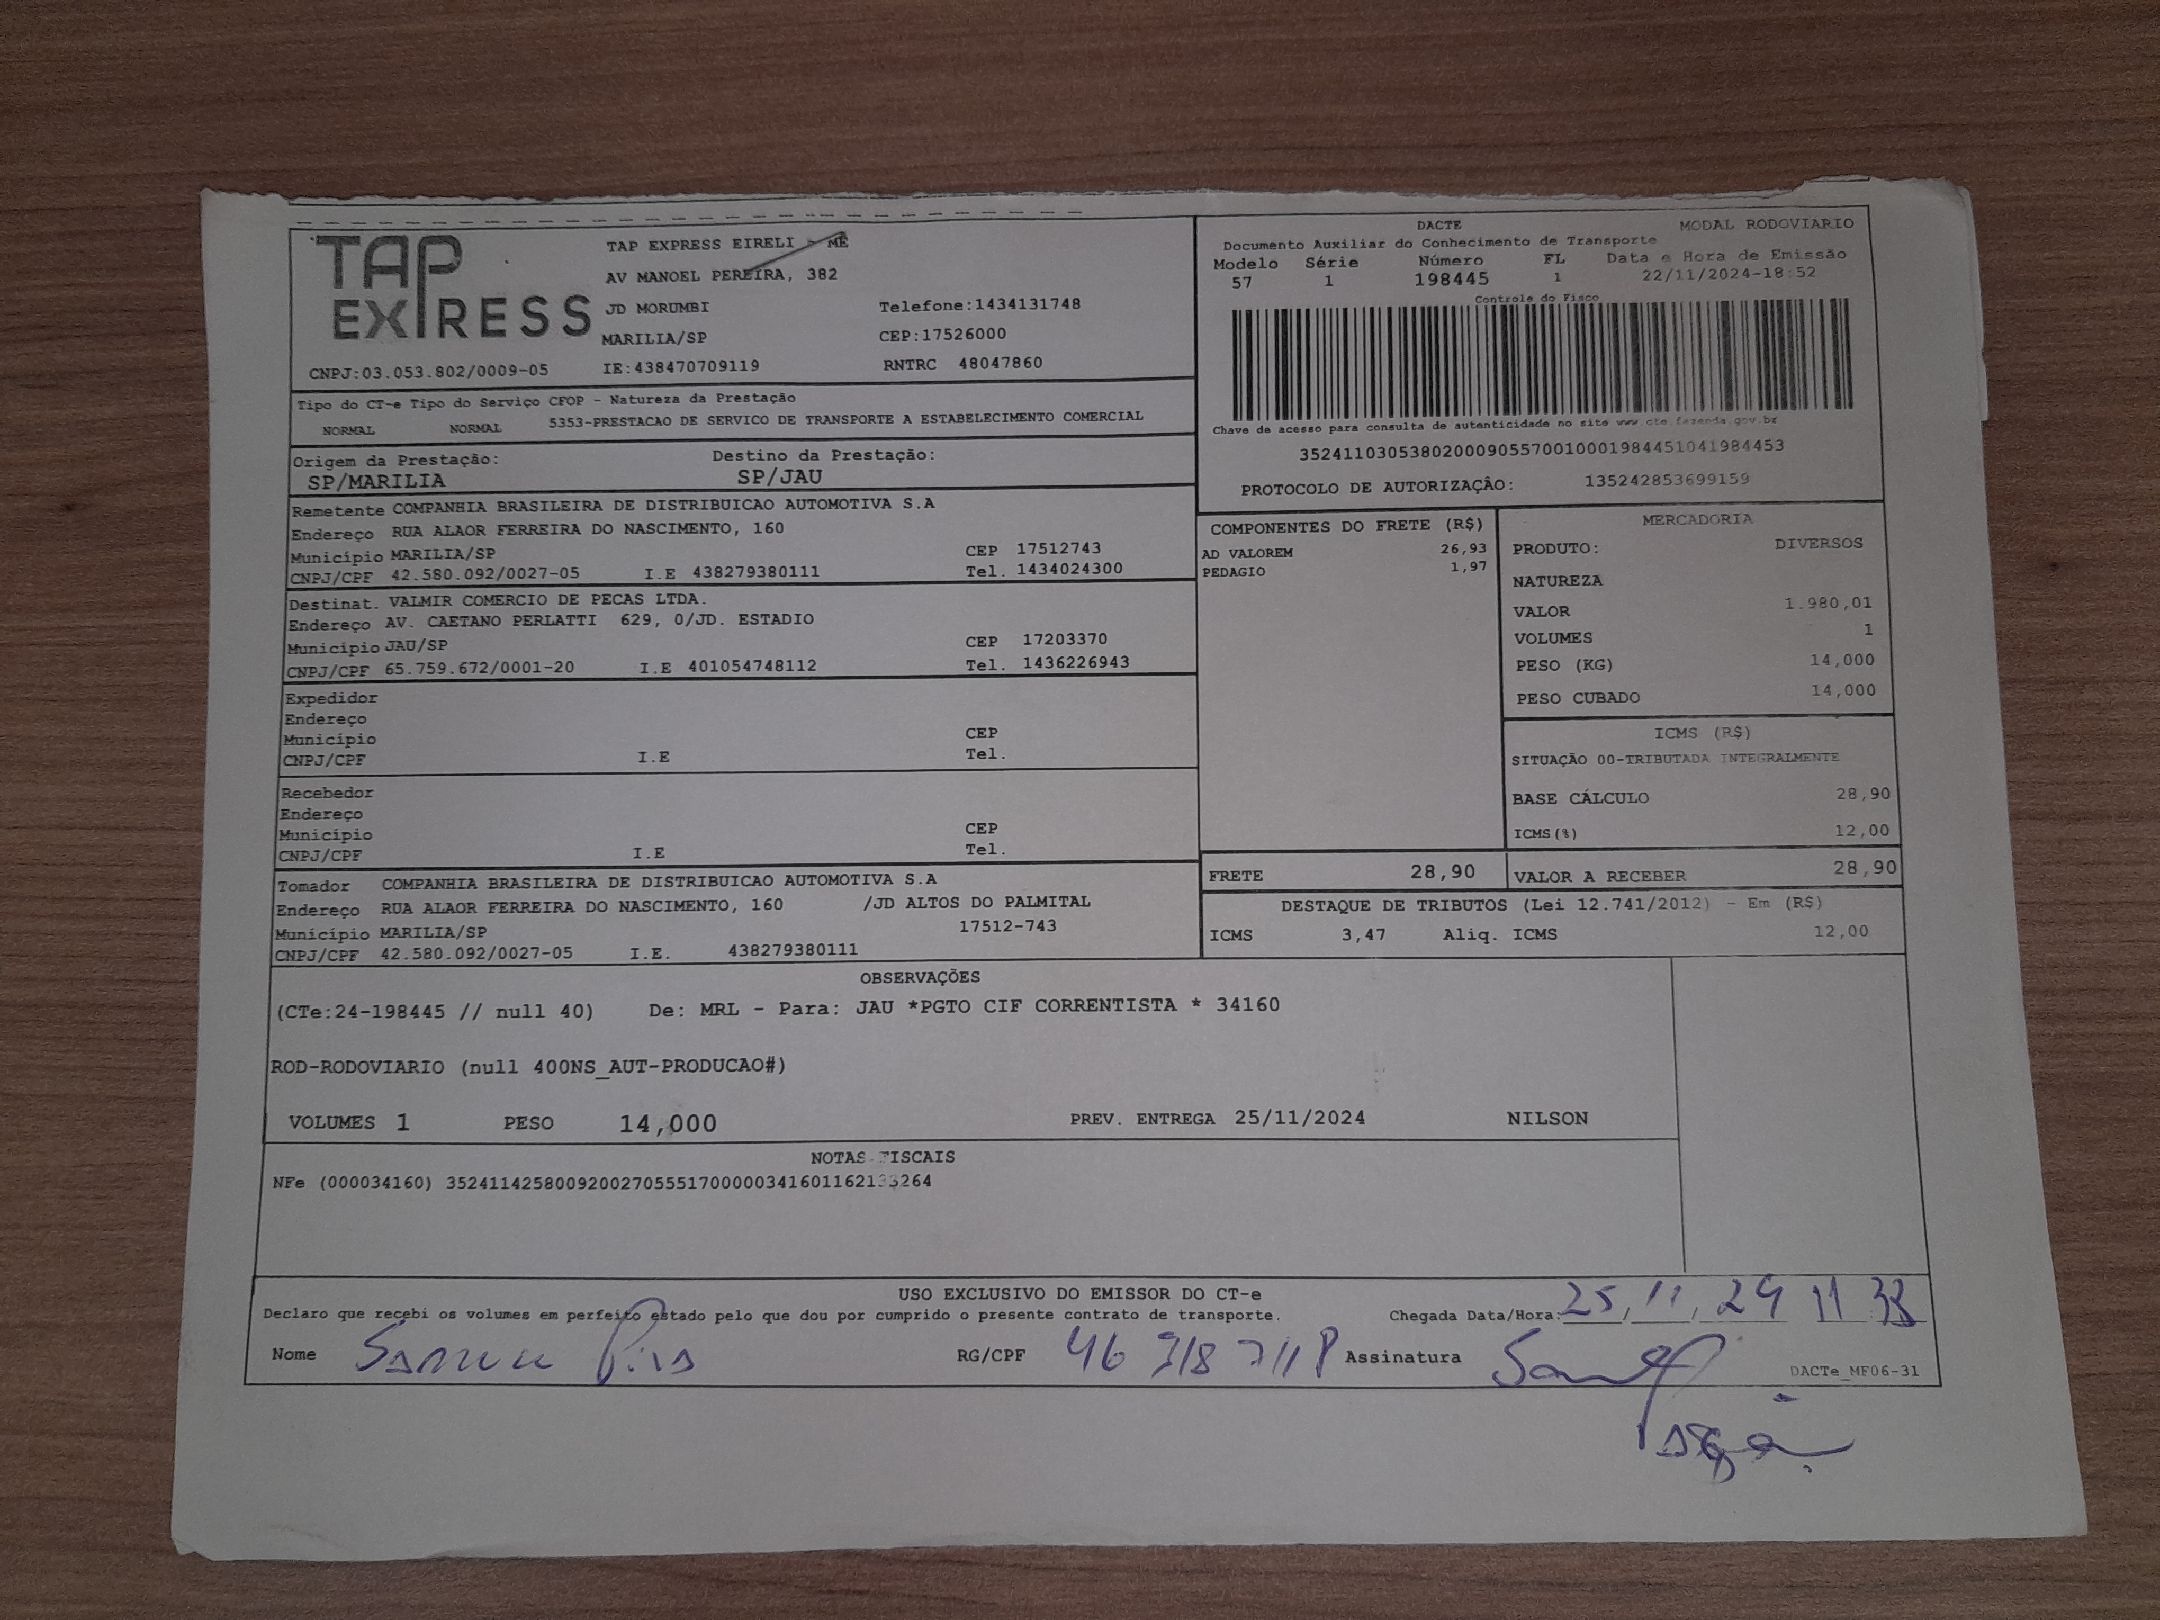 TAP EXPRESS
TAP EXPRESS EIRELI - ME
AV MANOEL PEREIRA, 382
JD MORUMBI Telefone:1434131748
MARILIA/SP CEP:17526000
CNPJ:03.053.802/0009-05 IE:438470709119 RNTRC 48047860
DACTE MODAL RODOVIARIO
Documento Auxiliar do Conhecimento de Transporte
Modelo Série Número FL Data e Hora de Emissão
57 1 198445 1 22/11/2024-18:52
Controle do Fisco
Chave de acesso para consulta de autenticidade no site www.cte.fazenda.gov.br
35241103053802000905570010001984451041984453
PROTOCOLO DE AUTORIZAÇÂO: 135242853699159
Tipo do CT-e Tipo do Serviço CFOP - Natureza da Prestação
NORMAL NORMAL 5353-PRESTACAO DE SERVICO DE TRANSPORTE A ESTABELECIMENTO COMERCIAL
Origem da Prestação: Destino da Prestação:
SP/MARILIA SP/JAU
Remetente COMPANHIA BRASILEIRA DE DISTRIBUICAO AUTOMOTIVA S.A
Endereço RUA ALAOR FERREIRA DO NASCIMENTO, 160
Município MARILIA/SP CEP 17512743
CNPJ/CPF 42.580.092/0027-05 I.E 438279380111 Tel. 1434024300
Destinat. VALMIR COMERCIO DE PECAS LTDA.
Endereço AV. CAETANO PERLATTI 629, 0/JD. ESTADIO
Município JAU/SP CEP 17203370
CNPJ/CPF 65.759.672/0001-20 I.E 401054748112 Tel. 1436226943
Expedidor
Endereço
Município CEP
CNPJ/CPF I.E Tel.
Recebedor
Endereço
Município CEP
CNPJ/CPF I.E Tel.
Tomador COMPANHIA BRASILEIRA DE DISTRIBUICAO AUTOMOTIVA S.A
Endereço RUA ALAOR FERREIRA DO NASCIMENTO, 160 /JD ALTOS DO PALMITAL
Município MARILIA/SP 17512-743
CNPJ/CPF 42.580.092/0027-05 I.E. 438279380111
COMPONENTES DO FRETE (R$)
AD VALOREM 26,93
PEDAGIO 1,97
MERCADORIA
PRODUTO: DIVERSOS
NATUREZA
VALOR 1.980,01
VOLUMES 1
PESO (KG) 14,000
PESO CUBADO 14,000
ICMS (R$)
SITUAÇÃO 00-TRIBUTADA INTEGRALMENTE
BASE CÁLCULO 28,90
ICMS(%) 12,00
FRETE 28,90 VALOR A RECEBER 28,90
DESTAQUE DE TRIBUTOS (Lei 12.741/2012) - Em (R$)
ICMS 3,47 Aliq. ICMS 12,00
OBSERVAÇÕES
(CTe:24-198445 // null 40) De: MRL - Para: JAU *PGTO CIF CORRENTISTA * 34160
ROD-RODOVIARIO (null 400NS_AUT-PRODUCAO#)
VOLUMES 1 PESO 14,000 PREV. ENTREGA 25/11/2024 NILSON
NOTAS FISCAIS
NFe (000034160)
USO EXCLUSIVO DO EMISSOR DO CT-e
Declaro que recebi os volumes em perfeito estado pelo que dou por cumprido o presente contrato de transporte. Chegada Data/Hora: 25/11/24 11
Nome RG/CPF Assinatura
DACTe_MF06-31